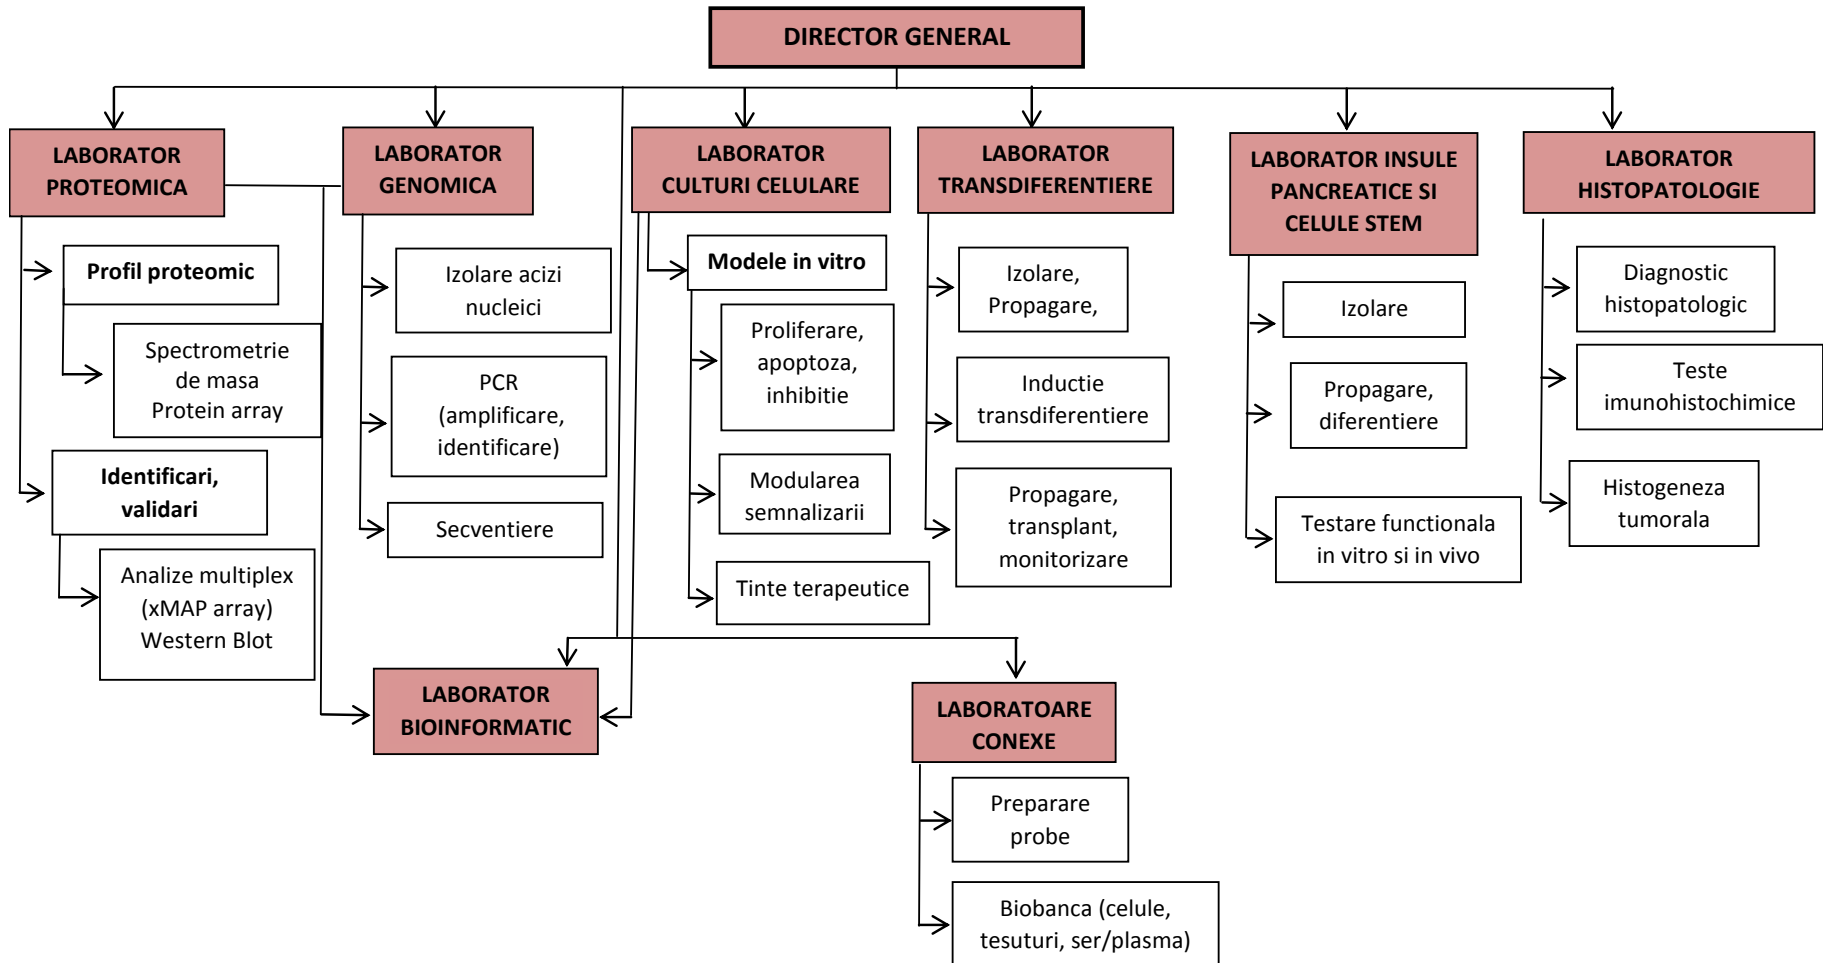 DIRECTOR GENERAL
LABORATOR
PROTEOMICA
LABORATOR
GENOMICA
LABORATOR
CULTURI CELULARE
LABORATOR
TRANSDIFERENTIERE
LABORATOR INSULE
PANCREATICE SI
CELULE STEM
LABORATOR
HISTOPATOLOGIE
Profil proteomic
Spectrometrie
de masa
Protein array
Identificari,
validari
Analize multiplex
(xMAP array)
Western Blot
Izolare acizi
nucleici
PCR
(amplificare,
identificare)
Secventiere
Modele in vitro
Proliferare,
apoptoza,
inhibitie
Modularea
semnalizarii
Tinte terapeutice
Izolare,
Propagare,
Inductie
transdiferentiere
Propagare,
transplant,
monitorizare
Izolare
Propagare,
diferentiere
Testare functionala
in vitro si in vivo
Diagnostic
histopatologic
Teste
imunohistochimice
Histogeneza
tumorala
LABORATOR
BIOINFORMATIC
LABORATOARE
CONEXE
Preparare
probe
Biobanca (celule,
tesuturi, ser/plasma)